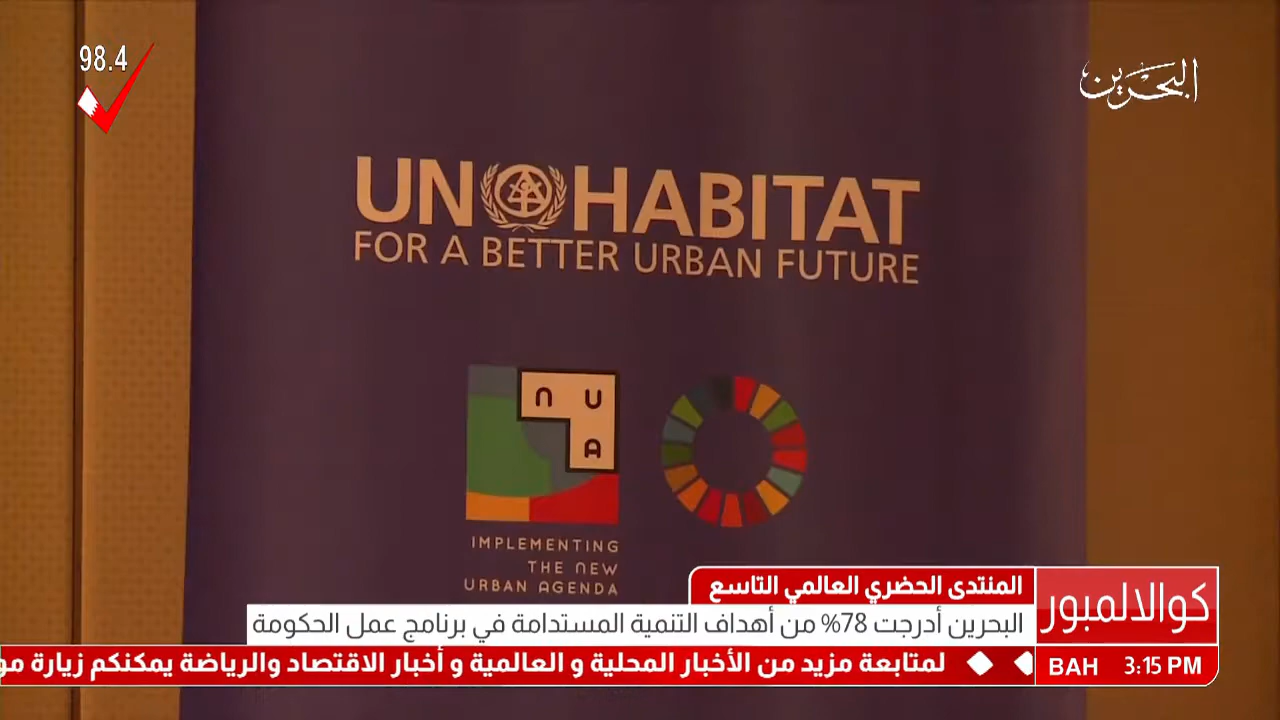 98.4
البحرين
UN HABITAT
FOR A BETTER URBAN FUTURE
NUA
IMPLEMENTING
THE NEW
URBAN AGENDA
المنتدى الحضري العالمي التاسع
كوالالمبور
البحرين أدرجت 78% من أهداف التنمية المستدامة في برنامج عمل الحكومة
لمتابعة مزيد من الأخبار المحلية و العالمية و أخبار الاقتصاد والرياضة يمكنكم زيارة
BAH 3:15 PM